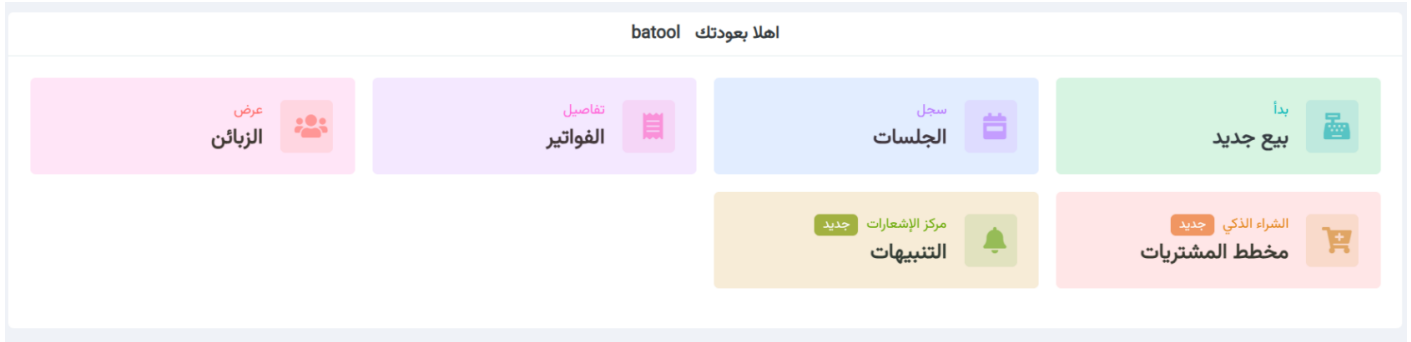 اهلا بعودتك batool
بدأ
بيع جديد
سجل
الجلسات
تفاصيل
الفواتير
عرض
الزبائن
الشراء الذكي جديد
مخطط المشتريات
مركز الإشعارات جديد
التنبيهات